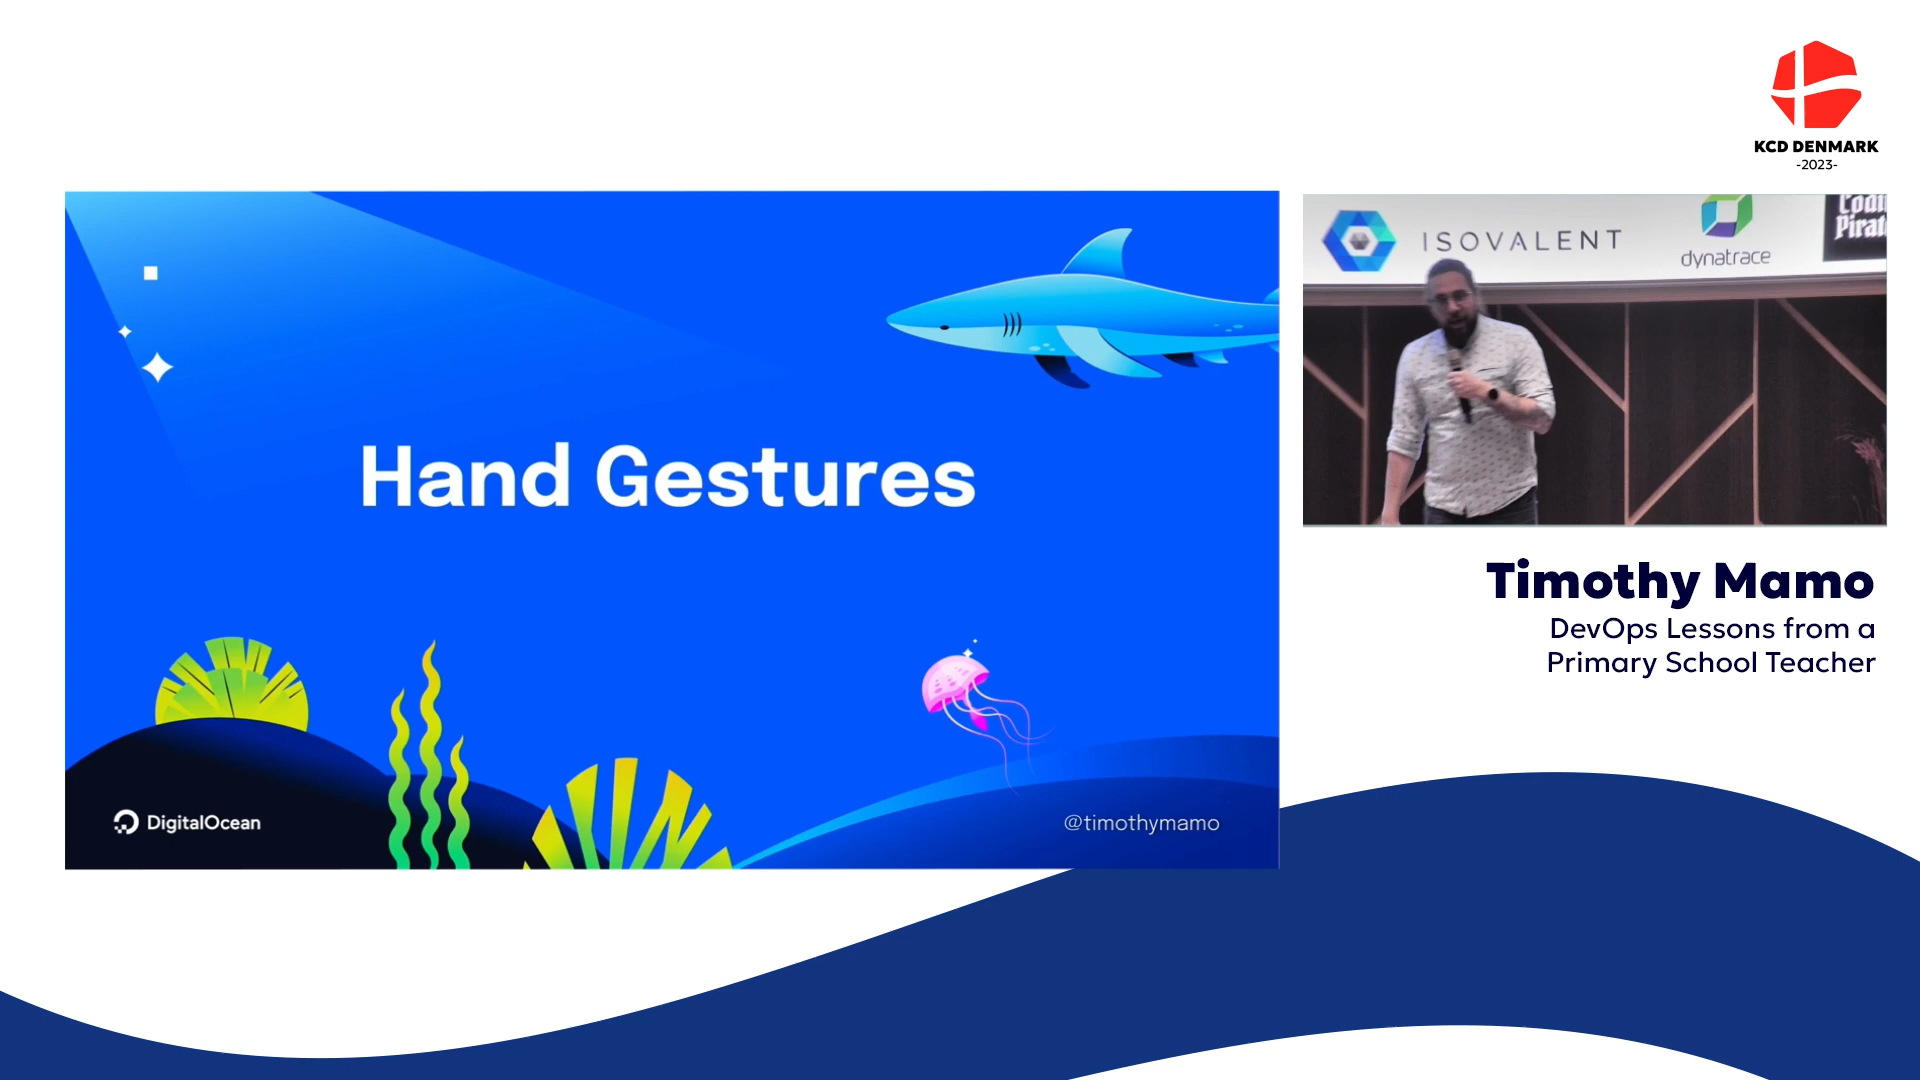 KCD DENMARK
-2023-
Hand Gestures
DigitalOcean
@timothymamo
ISOVALENT
dynatrace
Timothy Mamo
DevOps Lessons from a
Primary School Teacher